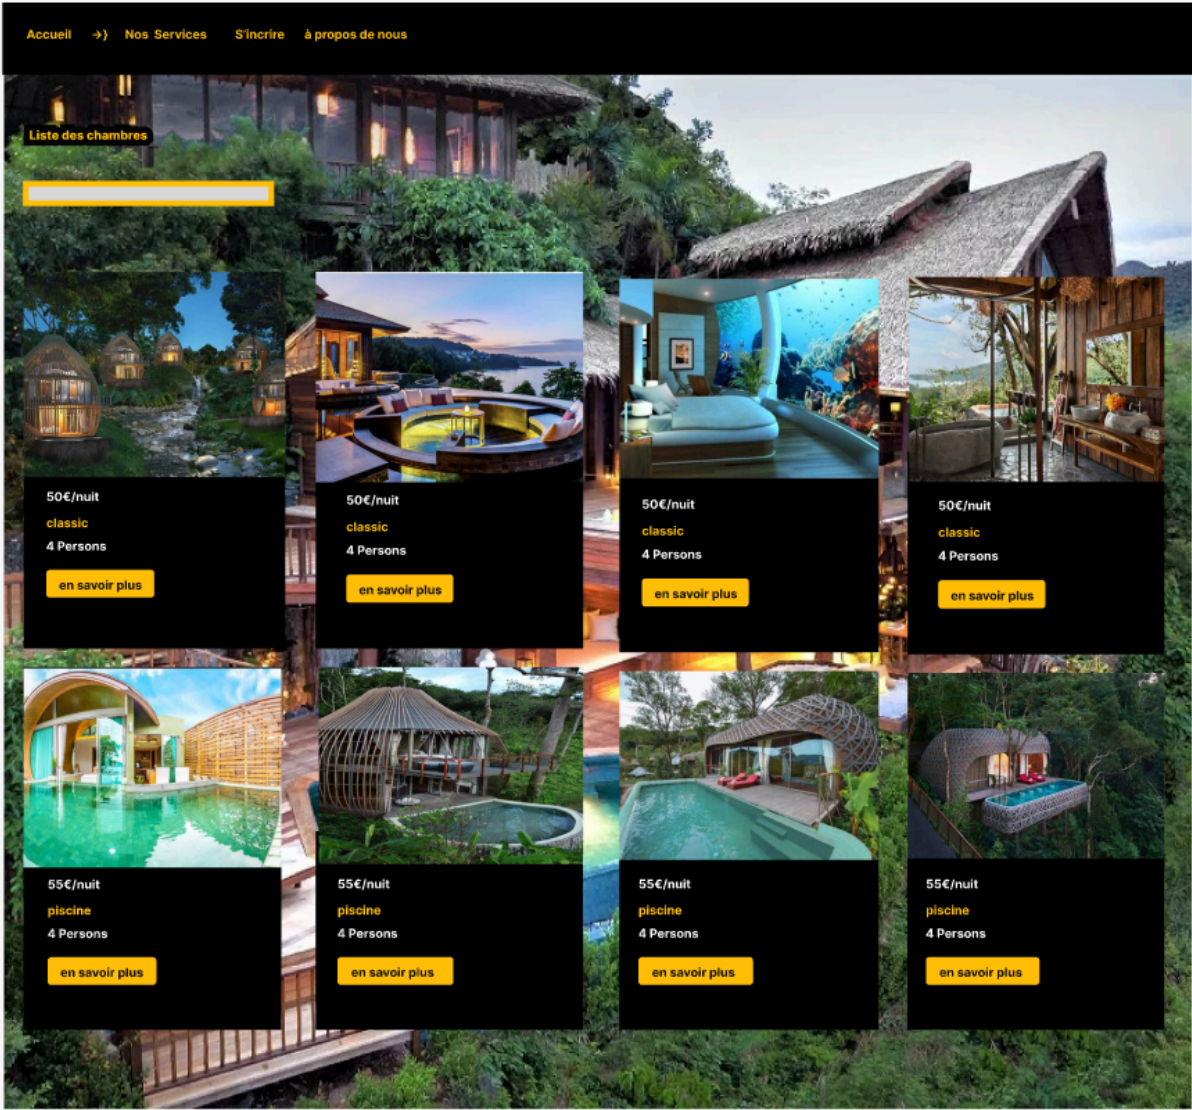 Accueil →} Nos Services S'incrire à propos de nous
Liste des chambres
50€/nuit
classic
4 Persons
en savoir plus
50€/nuit
classic
4 Persons
en savoir plus
50€/nuit
classic
4 Persons
en savoir plus
50€/nuit
classic
4 Persons
en savoir plus
55€/nuit
piscine
4 Persons
en savoir plus
55€/nuit
piscine
4 Persons
en savoir plus
55€/nuit
piscine
4 Persons
en savoir plus
55€/nuit
piscine
4 Persons
en savoir plus